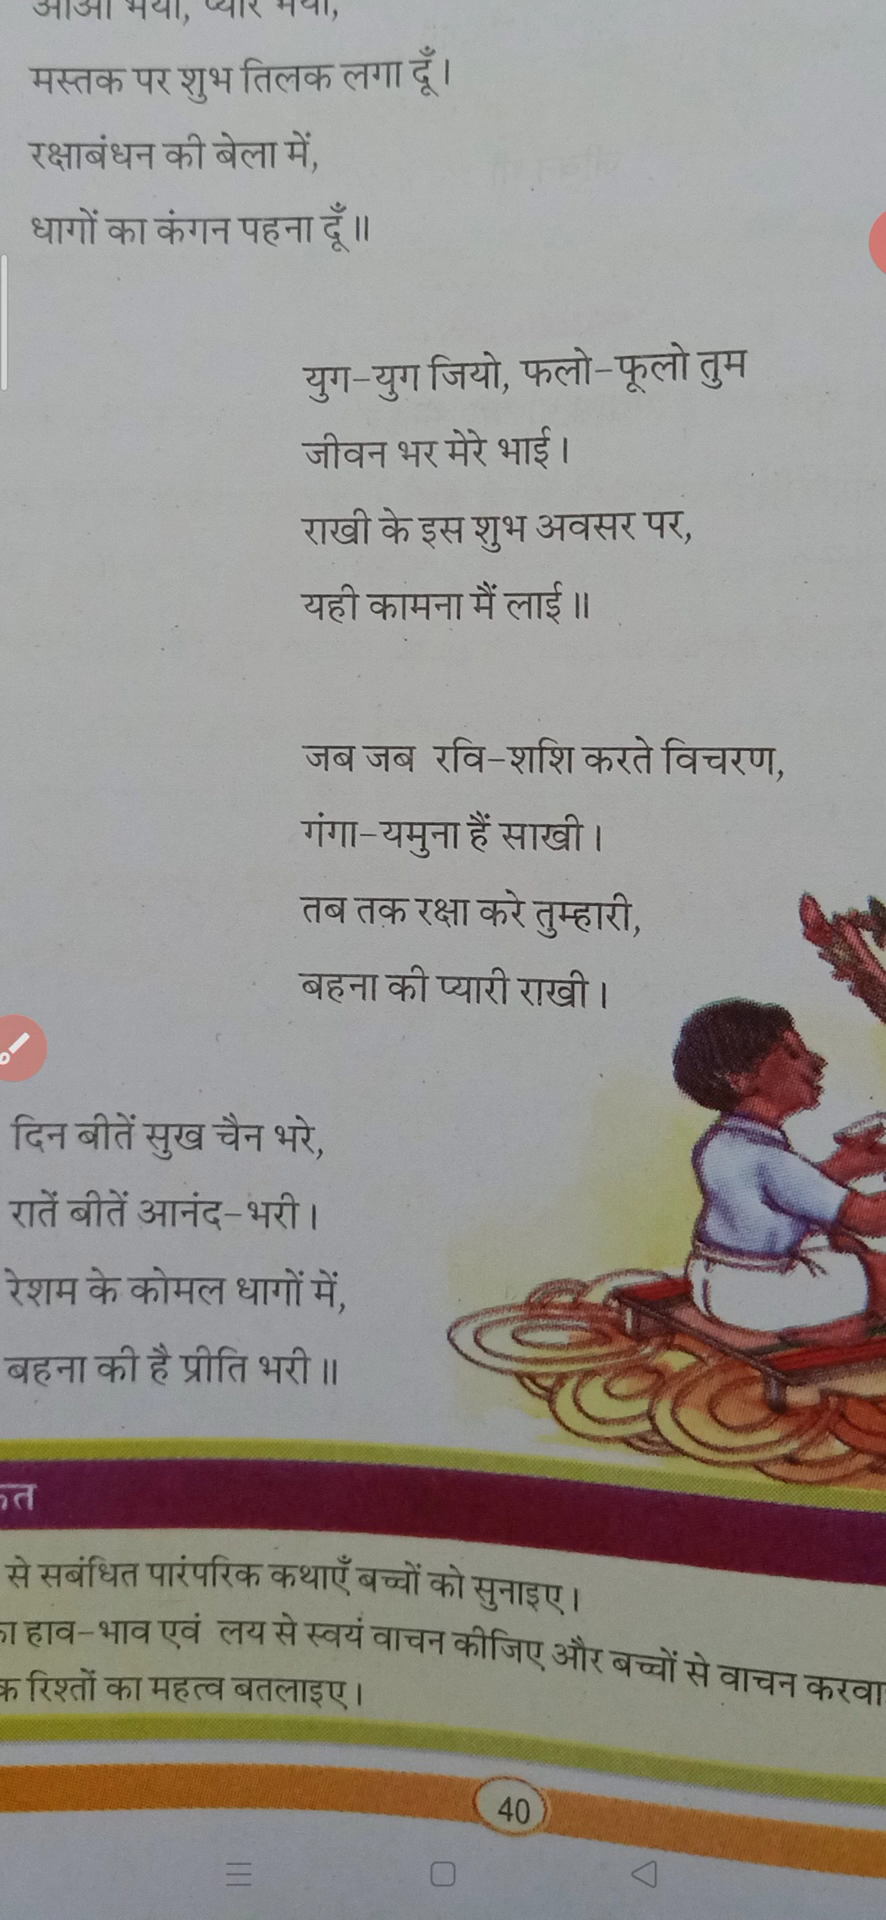 आओ भैया, प्यारे भैया,
मस्तक पर शुभ तिलक लगा दूँ।
रक्षाबंधन की बेला में,
धागों का कंगन पहना दूँ॥
युग-युग जियो, फलो-फूलो तुम
जीवन भर मेरे भाई।
राखी के इस शुभ अवसर पर,
यही कामना मैं लाई॥
जब जब रवि-शशि करते विचरण,
गंगा-यमुना हैं साखी।
तब तक रक्षा करे तुम्हारी,
बहना की प्यारी राखी।
दिन बीतें सुख चैन भरे,
रातें बीतें आनंद-भरी।
रेशम के कोमल धागों में,
बहना की है प्रीति भरी॥
से सबंधित पारंपरिक कथाएँ बच्चों को सुनाइए।
हाव-भाव एवं लय से स्वयं वाचन कीजिए और बच्चों से वाचन करवा
रिश्तों का महत्व बतलाइए।
40